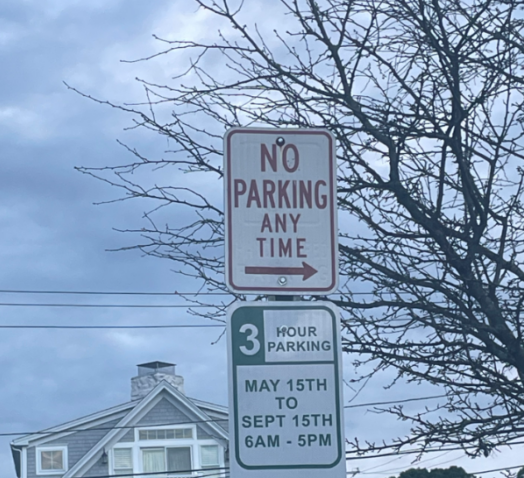 NO
PARKING
ANY
TIME
3 HOUR
PARKING
MAY 15TH
TO
SEPT 15TH
6AM - 5PM